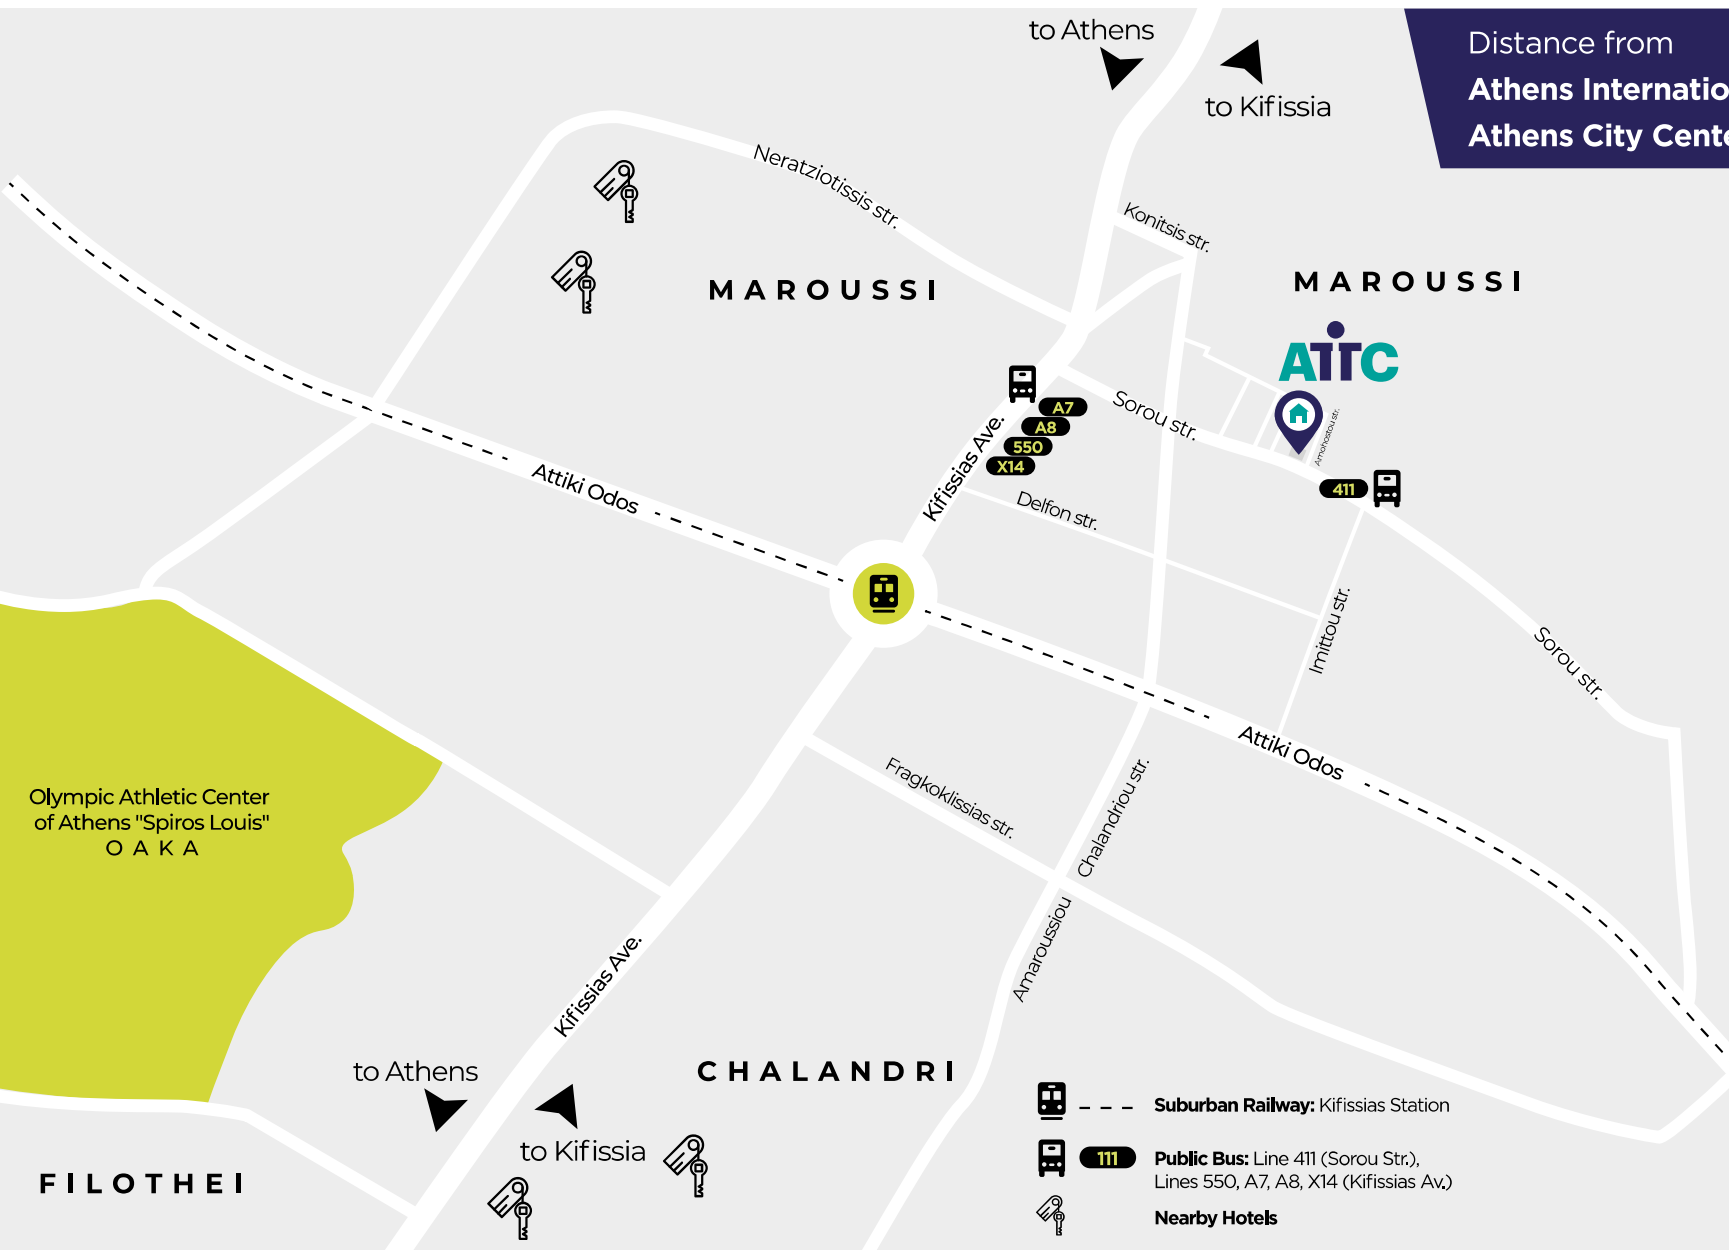 to Athens
to Kifissia
Distance from
Athens Internatio
Athens City Cente
Neratziotissis str.
Konitsis str.
MAROUSSI
MAROUSSI
ATTC
A7
A8
550
X14
Kifissias Ave.
Sorou str.
Amohostou str.
411
Attiki Odos
Delfon str.
Imittou str.
Sorou str.
Attiki Odos
Fragkoklissias str.
Chalandriou str.
Amaroussiou
Olympic Athletic Center
of Athens "Spiros Louis"
O A K A
Kifissias Ave.
to Athens
to Kifissia
CHALANDRI
FILOTHEI
Suburban Railway: Kifissias Station
111
Public Bus: Line 411 (Sorou Str.),
Lines 550, A7, A8, X14 (Kifissias Av.)
Nearby Hotels